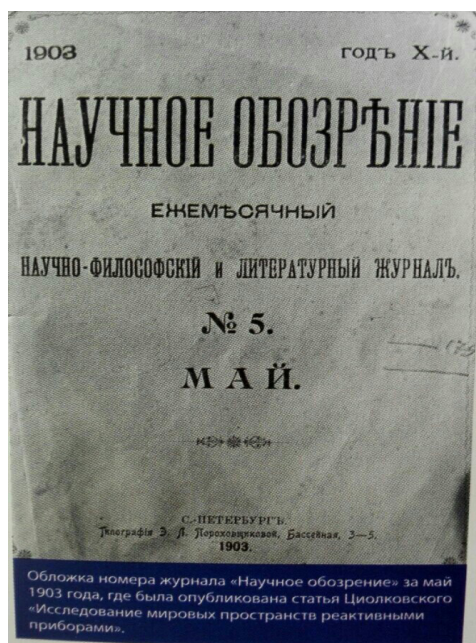 1903
годъ X-й.
НАУЧНОЕ ОБОЗРѢНІЕ
ЕЖЕМѢСЯЧНЫЙ
НАУЧНО-ФИЛОСОФСКІЙ и ЛИТЕРАТУРНЫЙ ЖУРНАЛЪ.
№ 5.
МАЙ.
С.-ПЕТЕРБУРГЪ.
Типографія Э. Л. Пороховщиковой, Бассейная, 3—5.
1903.
Обложка номера журнала «Научное обозрение» за май
1903 года, где была опубликована статья Циолковского
«Исследование мировых пространств реактивными
приборами».